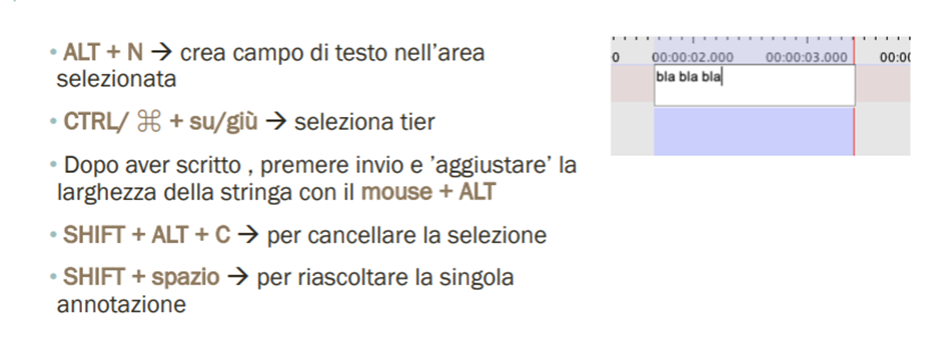 • ALT + N → crea campo di testo nell’area
selezionata
• CTRL/ ⌘ + su/giù → seleziona tier
• Dopo aver scritto , premere invio e ’aggiustare’ la
larghezza della stringa con il mouse + ALT
• SHIFT + ALT + C → per cancellare la selezione
• SHIFT + spazio → per riascoltare la singola
annotazione
0 00:00:02.000 00:00:03.000 00:00
bla bla bla